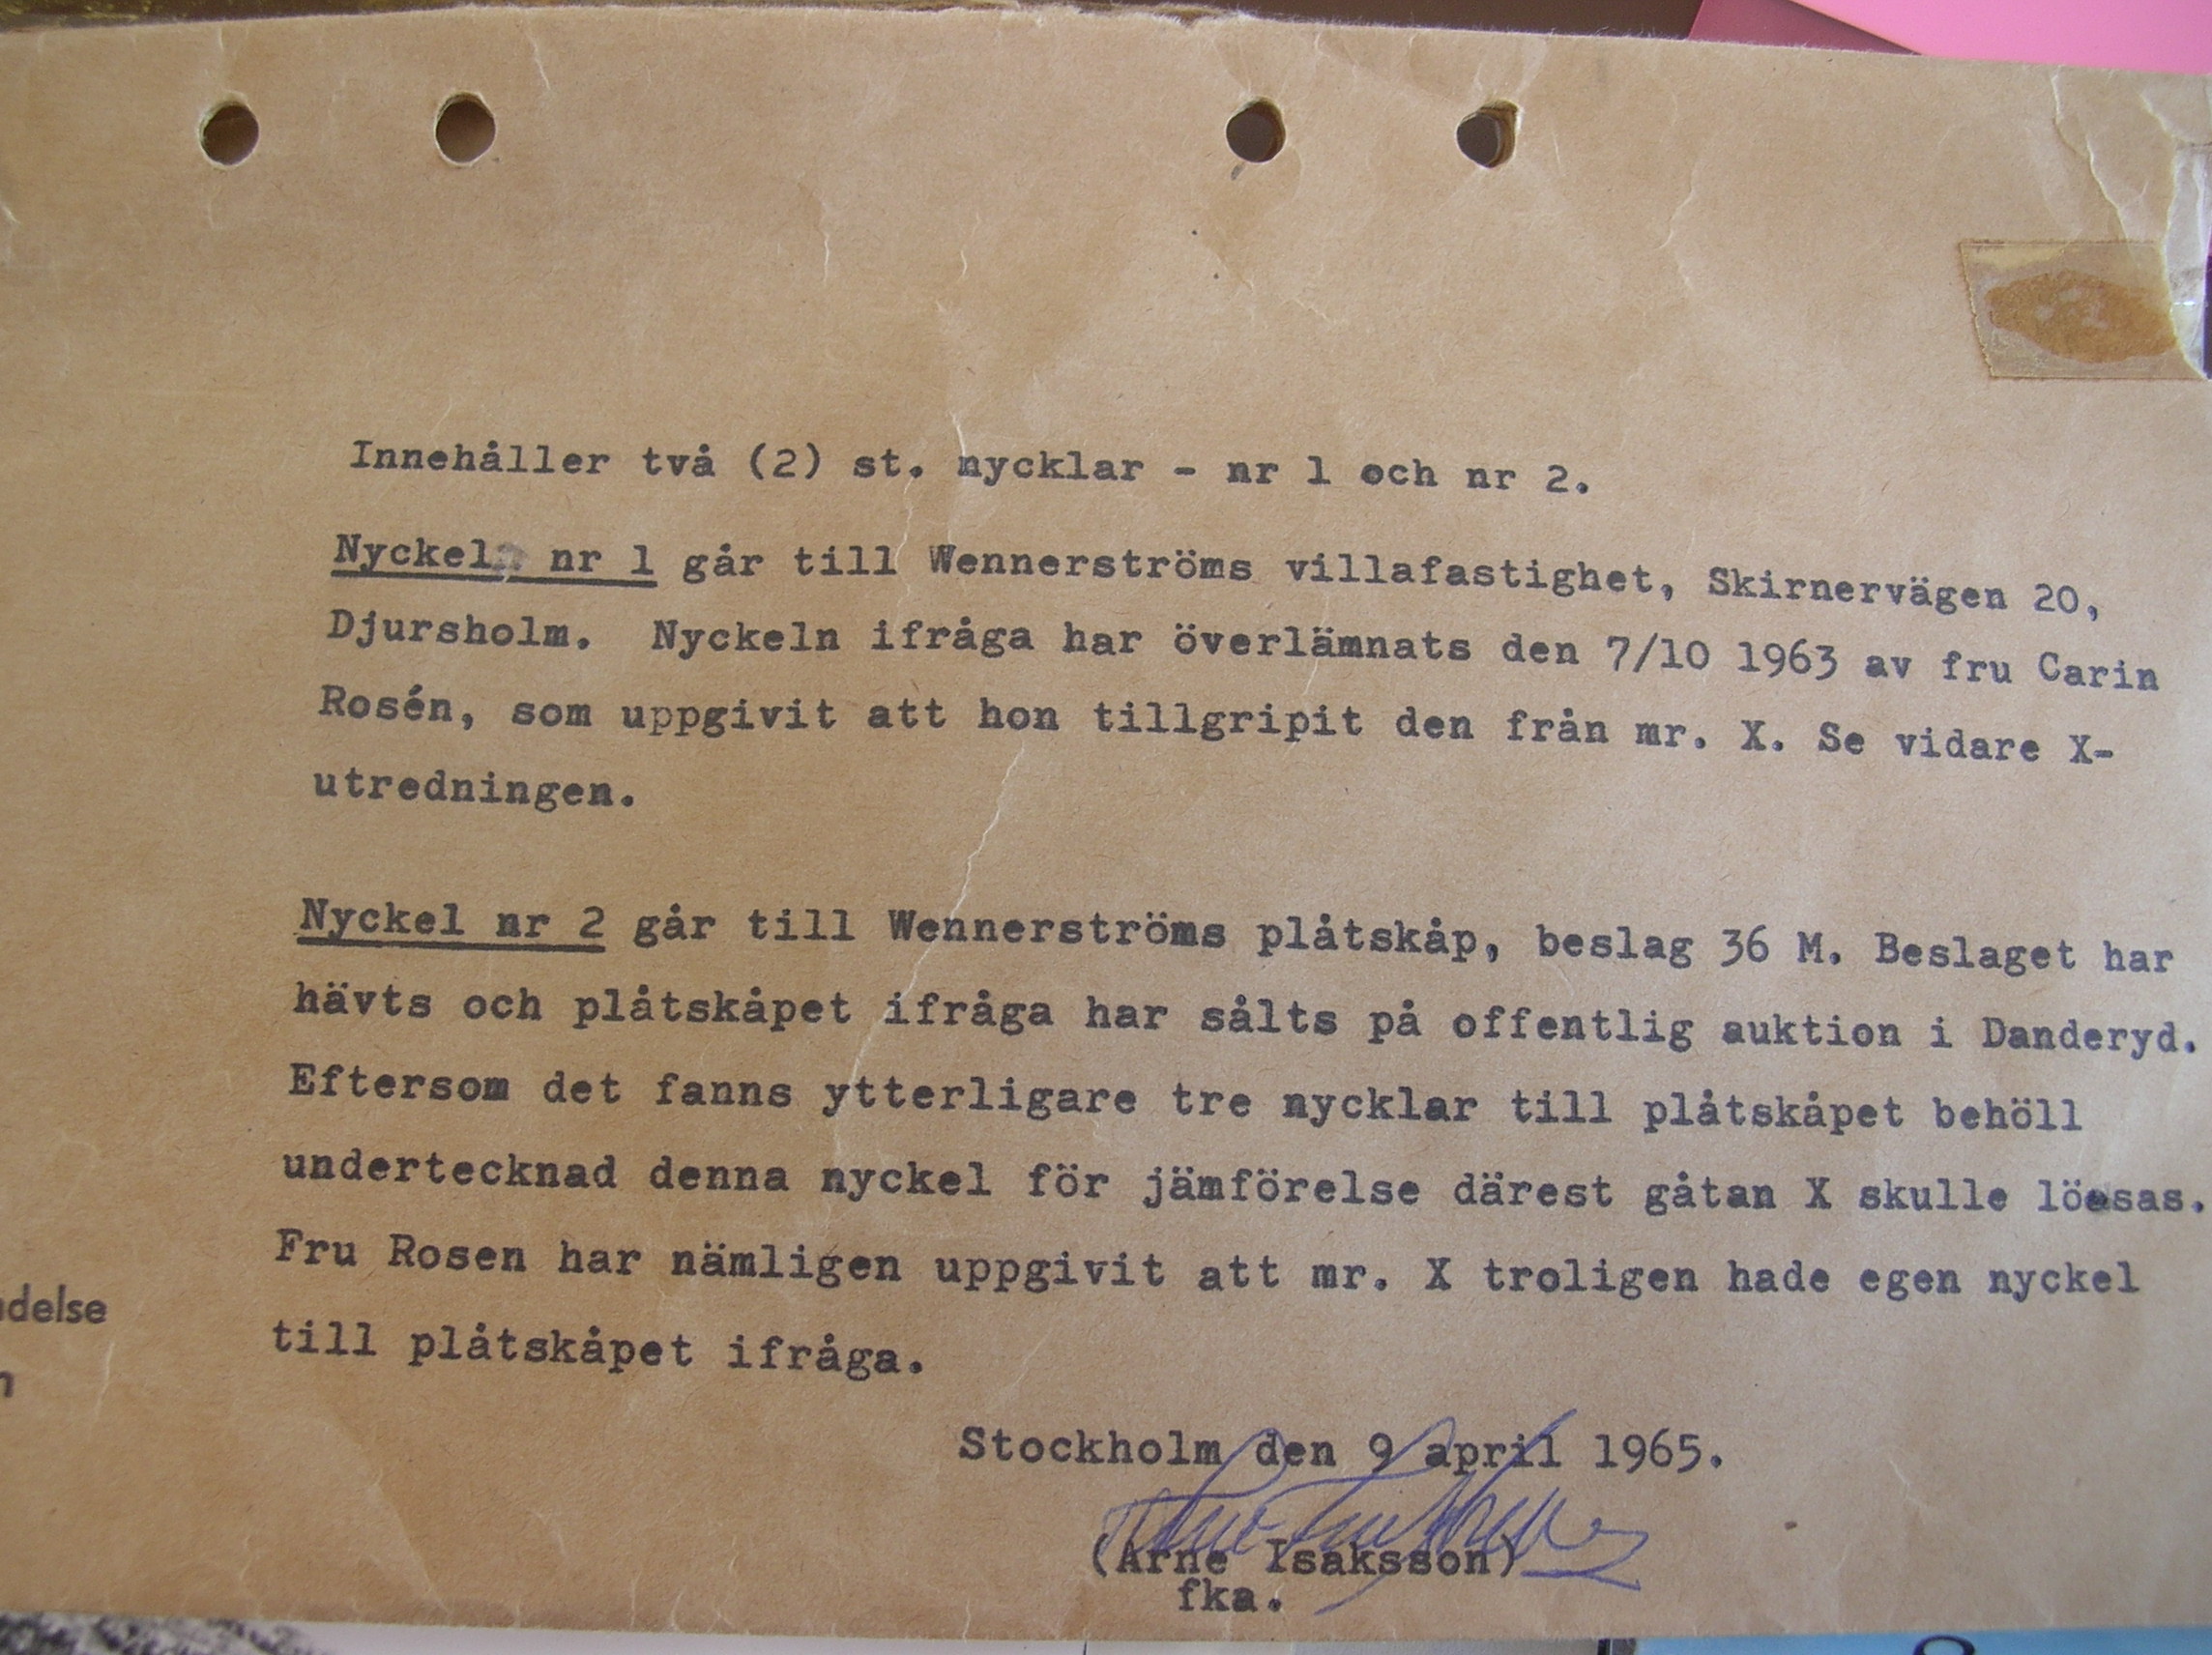 Innehåller två (2) st. nycklar - nr 1 och nr 2.
Nyckel nr 1 går till Wennerströms villafastighet, Skirnervägen 20,
Djursholm. Nyckeln ifråga har överlämnats den 7/10 1963 av fru Carin
Rosén, som uppgivit att hon tillgripit den från mr. X. Se vidare X-
utredningen.
Nyckel nr 2 går till Wennerströms plåtskåp, beslag 36 M. Beslaget har
hävts och plåtskåpet ifråga har sålts på offentlig auktion i Danderyd.
Eftersom det fanns ytterligare tre nycklar till plåtskåpet behöll
undertecknad denna nyckel för jämförelse därest gåtan X skulle lösas.
Fru Rosen har nämligen uppgivit att mr. X troligen hade egen nyckel
till plåtskåpet ifråga.
Stockholm den 9 april 1965.
(Arne Isaksson)
fka.